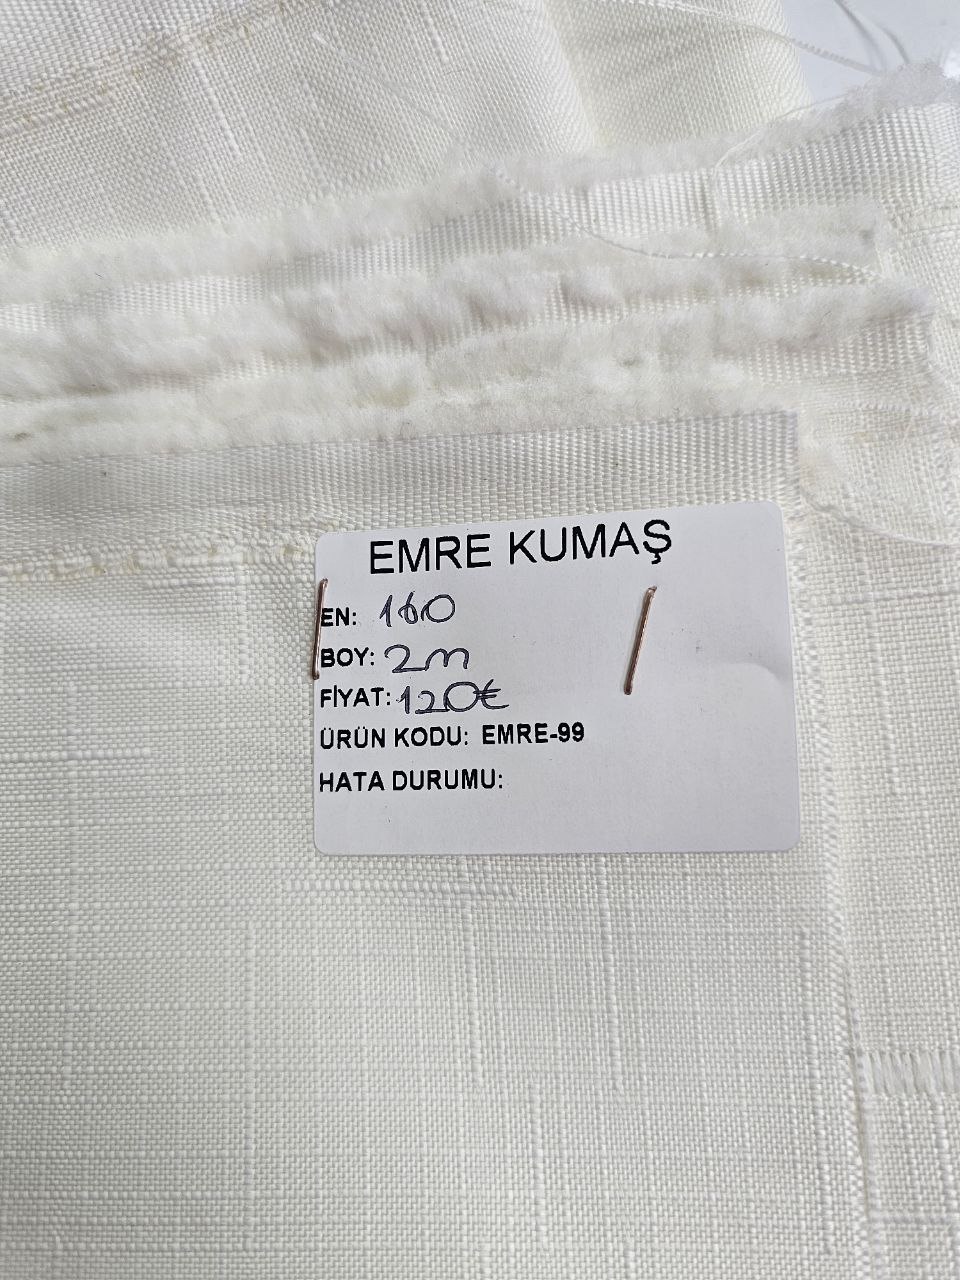 EMRE KUMAŞ
EN: 160
BOY: 2m
FİYAT: 120€
ÜRÜN KODU: EMRE-99
HATA DURUMU: